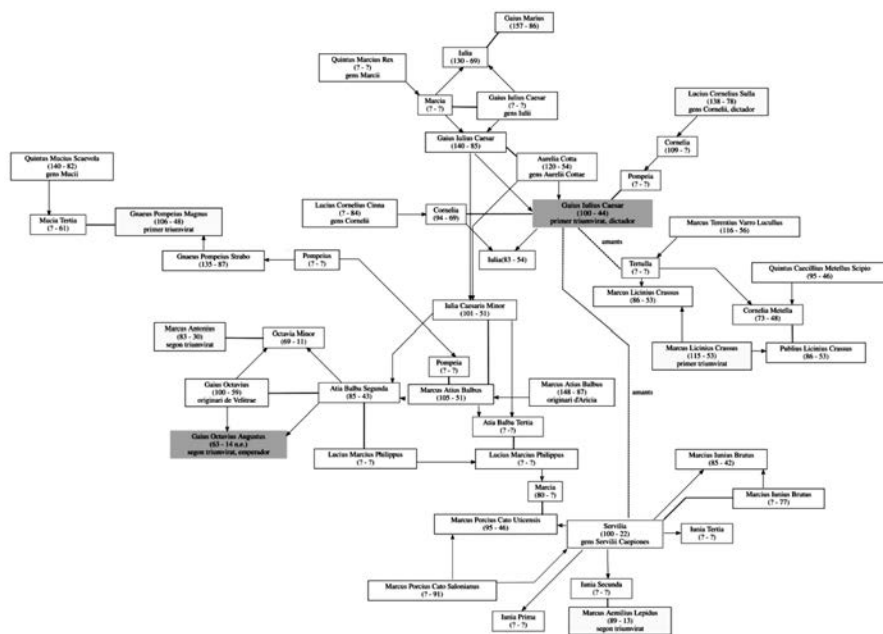 Gaius Marius
(157 - 86)
Iulia
(130 - 69)
Quintus Marcius Rex
(? - ?)
gens Marcii
Gaius Iulius Caesar
(? - ?)
gens Iulii
Marcia
(? - ?)
Lucius Cornelius Sulla
(138 - 78)
gens Cornelii, dictador
Gaius Iulius Caesar
(140 - 85)
Cornelia
(109 - ?)
Quintus Mucius Scaevola
(140 - 82)
gens Mucii
Aurelia Cotta
(120 - 54)
gens Aurelii Cottae
Pompeia
(? - ?)
Mucia Tertia
(? - 61)
Gnaeus Pompeius Magnus
(106 - 48)
primer triumvirat
Lucius Cornelius Cinna
(? - 84)
gens Cornelii
Cornelia
(94 - 69)
Gaius Iulius Caesar
(100 - 44)
primer triumvirat, dictador
Marcus Terentius Varro Lucullus
(116 - 56)
amants
Gnaeus Pompeius Strabo
(135 - 87)
Pompeius
(? - ?)
Iulia(83 - 54)
Tertulla
(? - ?)
Quintus Caecillius Metellus Scipio
(95 - 46)
Marcus Licinius Crassus
(86 - 53)
Iulia Caesaris Minor
(101 - 51)
Cornelia Metella
(73 - 48)
Marcus Antonius
(83 - 30)
segon triumvirat
Octavia Minor
(69 - 11)
Pompeia
(? - ?)
Marcus Licinius Crassus
(115 - 53)
primer triumvirat
Publius Licinius Crassus
(86 - 53)
Gaius Octavius
(100 - 59)
originari de Velitrae
Atia Balba Segunda
(85 - 43)
Marcus Atius Balbus
(105 - 51)
Marcus Atius Balbus
(148 - 87)
originari d'Aricia
amants
Atia Balba Tertia
(? - ?)
Gaius Octavius Augustus
(63 - 14 n.e.)
segon triumvirat, emperador
Lucius Marcius Philippus
(? - ?)
Lucius Marcius Philippus
(? - ?)
Marcus Iunius Brutus
(85 - 42)
Marcia
(80 - ?)
Marcus Iunius Brutus
(? - 77)
Marcus Porcius Cato Uticensis
(95 - 46)
Servilia
(100 - 22)
gens Servilii Caepiones
Iunia Tertia
(? - ?)
Marcus Porcius Cato Salonianus
(? - 91)
Iunia Secunda
(? - ?)
Iunia Prima
(? - ?)
Marcus Aemilius Lepidus
(89 - 13)
segon triumvirat